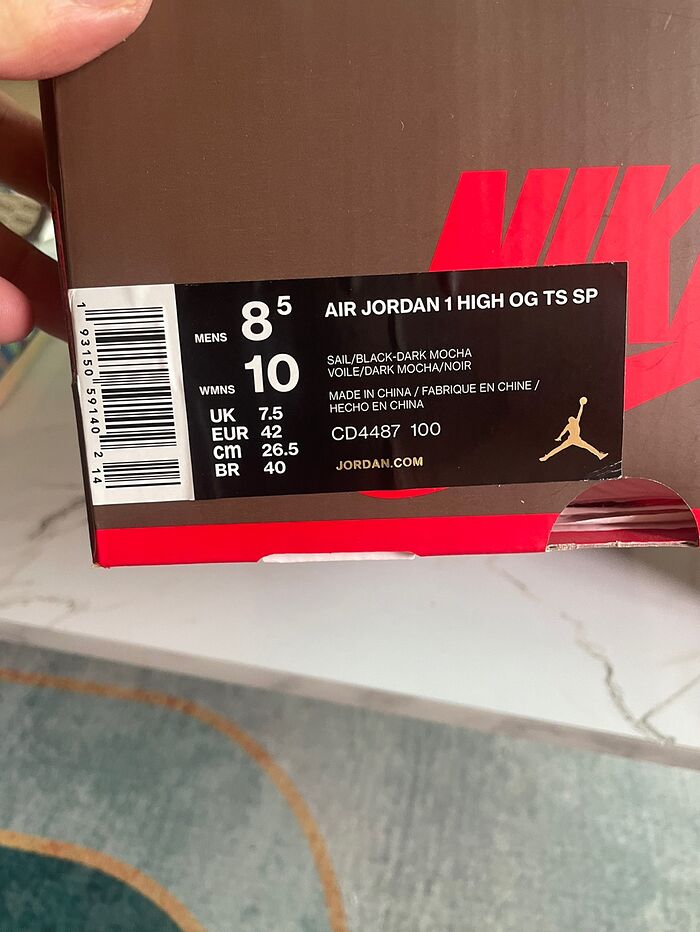 NIK
MENS 8 5
WMNS 10
UK 7.5
EUR 42
cm 26.5
BR 40
AIR JORDAN 1 HIGH OG TS SP
SAIL/BLACK-DARK MOCHA
VOILE/DARK MOCHA/NOIR
MADE IN CHINA / FABRIQUE EN CHINE /
HECHO EN CHINA
CD4487 100
JORDAN.COM
1 93150 59140 2 14